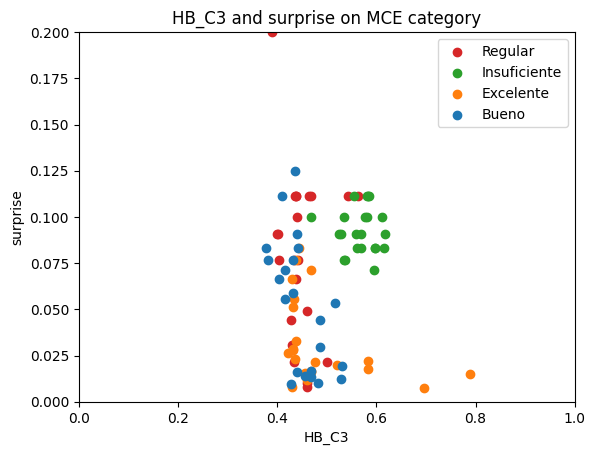 HB_C3 and surprise on MCE category
0.200
0.175
0.150
0.125
0.100
0.075
0.050
0.025
0.000
surprise
Regular
Insuficiente
Excelente
Bueno
0.0 0.2 0.4 0.6 0.8 1.0
HB_C3